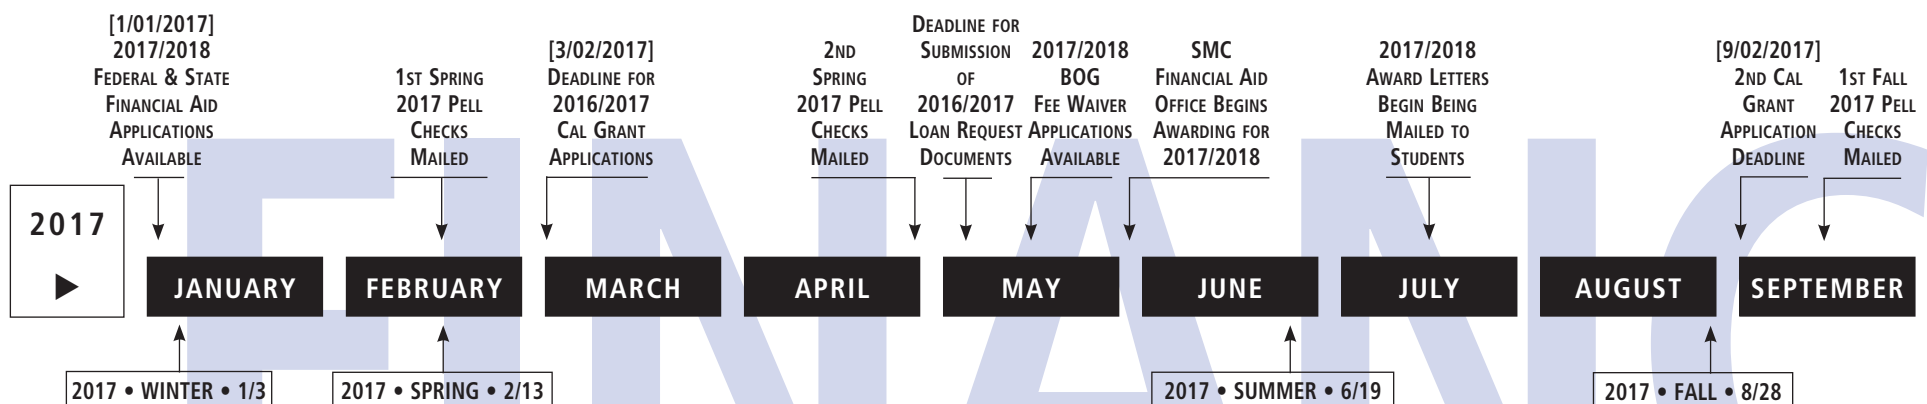 [1/01/2017]
2017/2018
Federal & State
Financial Aid
Applications
Available
1st Spring
2017 Pell
Checks
Mailed
[3/02/2017]
Deadline for
2016/2017
Cal Grant
Applications
2nd
Spring
2017 Pell
Checks
Mailed
Deadline for
Submission
of
2016/2017
Loan Request
Documents
2017/2018
BOG
Fee Waiver
Applications
Available
SMC
Financial Aid
Office Begins
Awarding for
2017/2018
2017/2018
Award Letters
Begin Being
Mailed to
Students
[9/02/2017]
2nd Cal
Grant
Application
Deadline
1st Fall
2017 Pell
Checks
Mailed
2017
JANUARY
FEBRUARY
MARCH
APRIL
MAY
JUNE
JULY
AUGUST
SEPTEMBER
2017 • WINTER • 1/3
2017 • SPRING • 2/13
2017 • SUMMER • 6/19
2017 • FALL • 8/28
FINANC